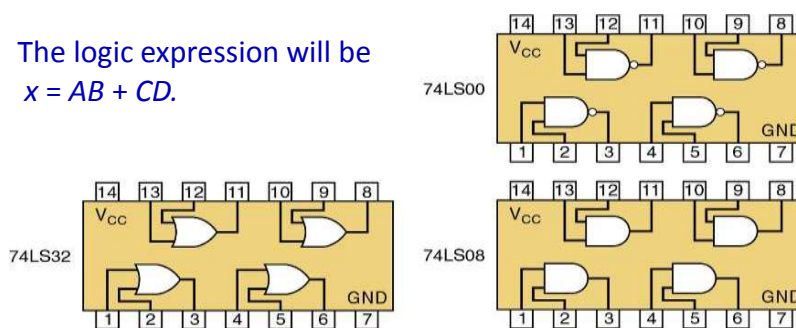 The logic expression will be
x = AB + CD.
14 13 12 11 10 9 8
VCC
74LS00
GND
1 2 3 4 5 6 7
14 13 12 11 10 9 8
VCC
74LS32
GND
1 2 3 4 5 6 7
14 13 12 11 10 9 8
VCC
74LS08
GND
1 2 3 4 5 6 7